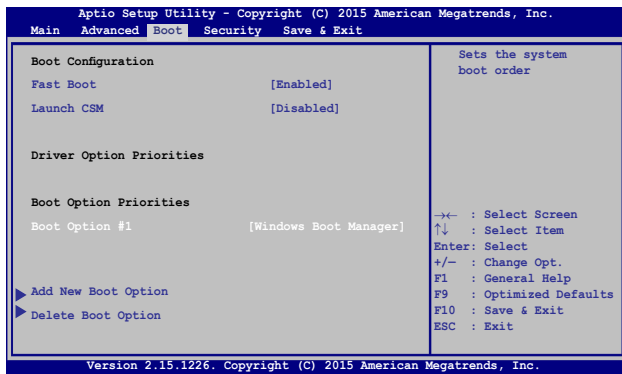 Aptio Setup Utility - Copyright (C) 2015 American Megatrends, Inc.
Main Advanced Boot Security Save & Exit
Boot Configuration
Fast Boot [Enabled]
Launch CSM [Disabled]
Driver Option Priorities
Boot Option Priorities
Boot Option #1 [Windows Boot Manager]
Add New Boot Option
Delete Boot Option
Sets the system
boot order
→← : Select Screen
↑↓ : Select Item
Enter: Select
+/— : Change Opt.
F1 : General Help
F9 : Optimized Defaults
F10 : Save & Exit
ESC : Exit
Version 2.15.1226. Copyright (C) 2015 American Megatrends, Inc.